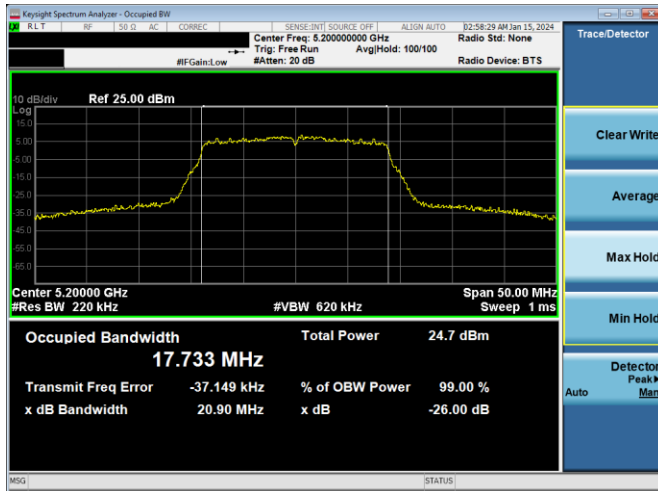 Keysight Spectrum Analyzer - Occupied BW
R L T RF 50 Ω AC CORREC SENSE:INT SOURCE OFF ALIGN AUTO 02:58:29 AM Jan 15, 2024
Center Freq: 5.200000000 GHz Radio Std: None
Trig: Free Run Avg|Hold: 100/100
#IFGain:Low #Atten: 20 dB Radio Device: BTS
Trace/Detector
10 dB/div Ref 25.00 dBm
Log
15.0
5.00
-5.00
-15.0
-25.0
-35.0
-45.0
-55.0
-65.0
Center 5.20000 GHz Span 50.00 MHz
#Res BW 220 kHz #VBW 620 kHz Sweep 1 ms
Clear Write
Average
Max Hold
Min Hold
Detector
Peak▶
Auto Man
Occupied Bandwidth Total Power 24.7 dBm
17.733 MHz
Transmit Freq Error -37.149 kHz % of OBW Power 99.00 %
x dB Bandwidth 20.90 MHz x dB -26.00 dB
MSG STATUS